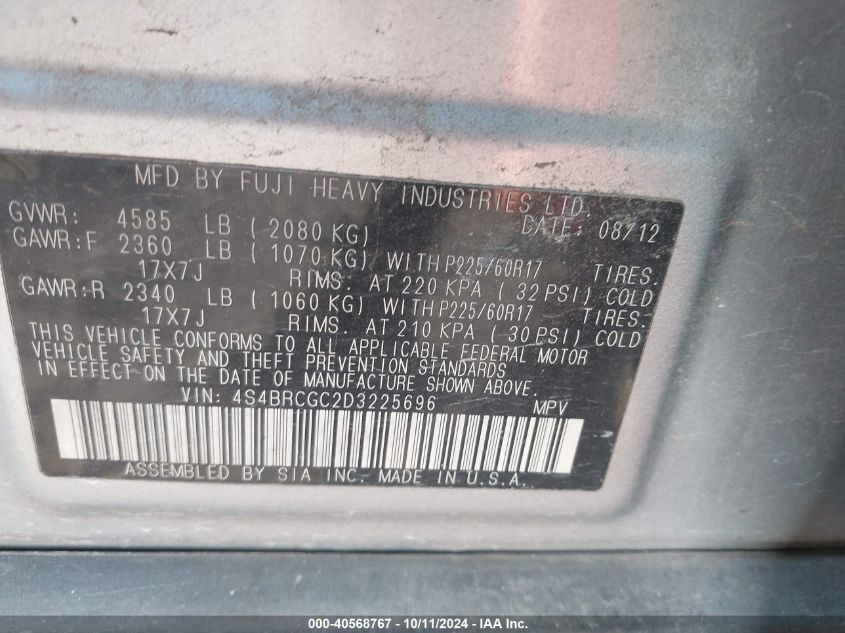 MFD BY FUJI HEAVY INDUSTRIES LTD.
GVWR: 4585 LB ( 2080 KG) DATE: 08/12
GAWR:F 2360 LB ( 1070 KG) WITH P225/60R17 TIRES.
17X7J RIMS. AT 220 KPA ( 32 PSI) COLD
GAWR:R 2340 LB ( 1060 KG) WITH P225/60R17 TIRES.
17X7J RIMS. AT 210 KPA ( 30 PSI) COLD
THIS VEHICLE CONFORMS TO ALL APPLICABLE FEDERAL MOTOR
VEHICLE SAFETY AND THEFT PREVENTION STANDARDS
IN EFFECT ON THE DATE OF MANUFACTURE SHOWN ABOVE.
VIN: 4S4BRCGC2D3225696 MPV
ASSEMBLED BY SIA INC. MADE IN U.S.A.
000-40568767 - 10/11/2024 - IAA Inc.